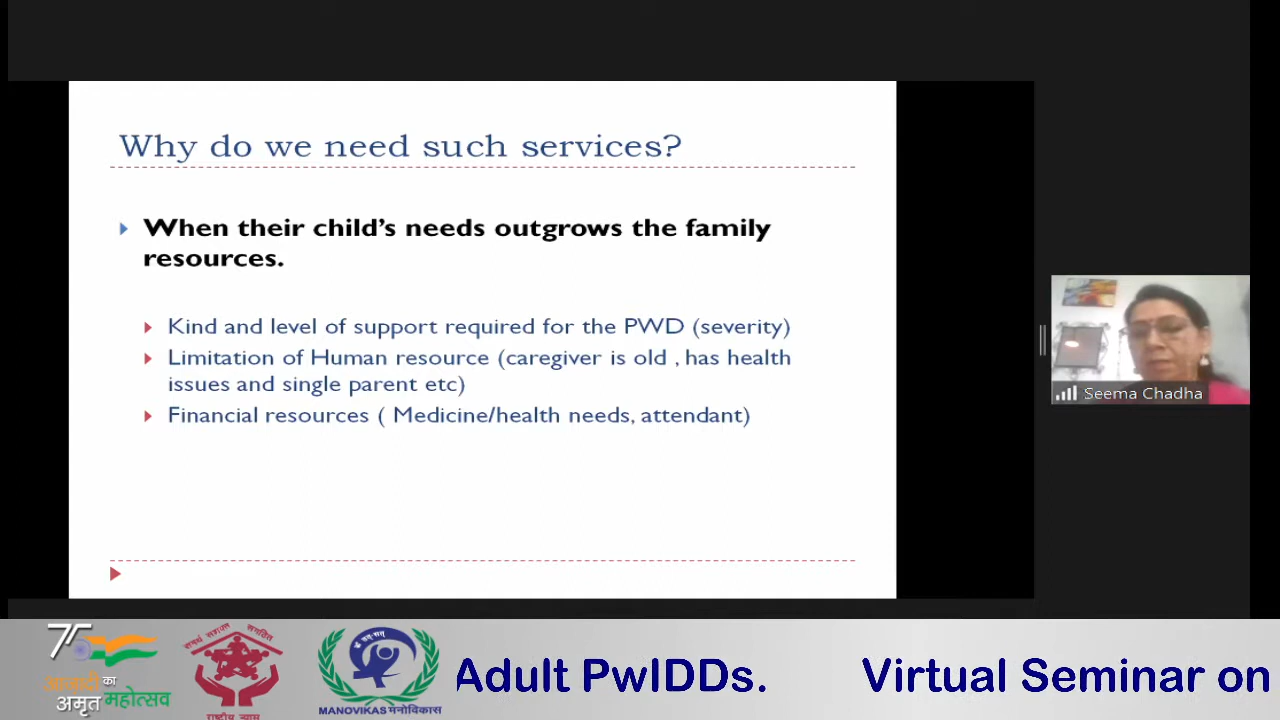 Why do we need such services?
When their child's needs outgrows the family
resources.
Kind and level of support required for the PWD (severity)
Limitation of Human resource (caregiver is old , has health
issues and single parent etc)
Financial resources ( Medicine/health needs, attendant)
Seema Chadha
75
आज़ादी का
अमृत महोत्सव
राष्ट्रीय न्यास
MANOVIKAS मनोविकास
Adult PwIDDs. Virtual Seminar on